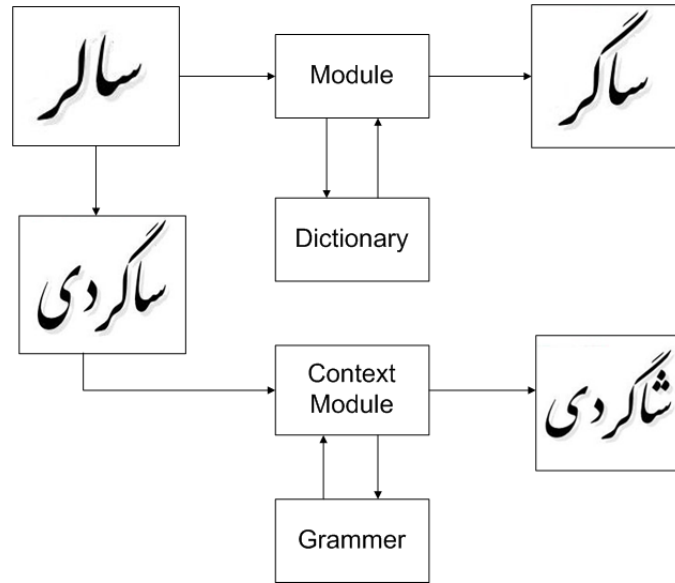 سالر
Module
ساگر
Dictionary
ساگردی
Context
Module
شاگردی
Grammer